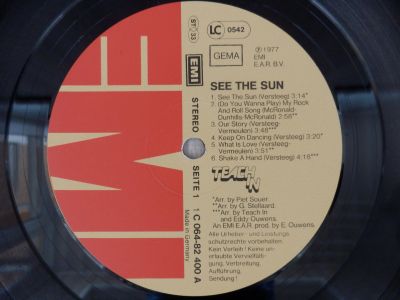 EMI
ST 33
LC 0542
GEMA
℗ 1977
EMI
E.A.R. B.V.
EMI
SEE THE SUN
1. See The Sun (Versteeg) 3:14*
2. (Do You Wanna Play) My Rock
And Roll Song (McRonald-
Dunhills-McRonald) 2:58**
3. Our Story (Versteeg-
Vermeulen) 3:48***
4. Keep On Dancing (Versteeg) 3:20*
5. What Is Love (Versteeg-
Vermeulen) 3:51**
6. Shake A Hand (Versteeg) 4:18***
TEACH IN
*Arr. by Piet Souer
**Arr. by G. Stellaard
***Arr. by Teach In
and Eddy Ouwens
An EMI E.A.R. prod. by E. Ouwens
Alle Urheber- und Leistungs-
schutzrechte vorbehalten.
Kein Verleih! Keine un-
erlaubte Vervielfälti-
gung, Vermietung,
Aufführung,
Sendung!
STEREO
SEITE 1
1 C 064-82 400 A
Made in Germany